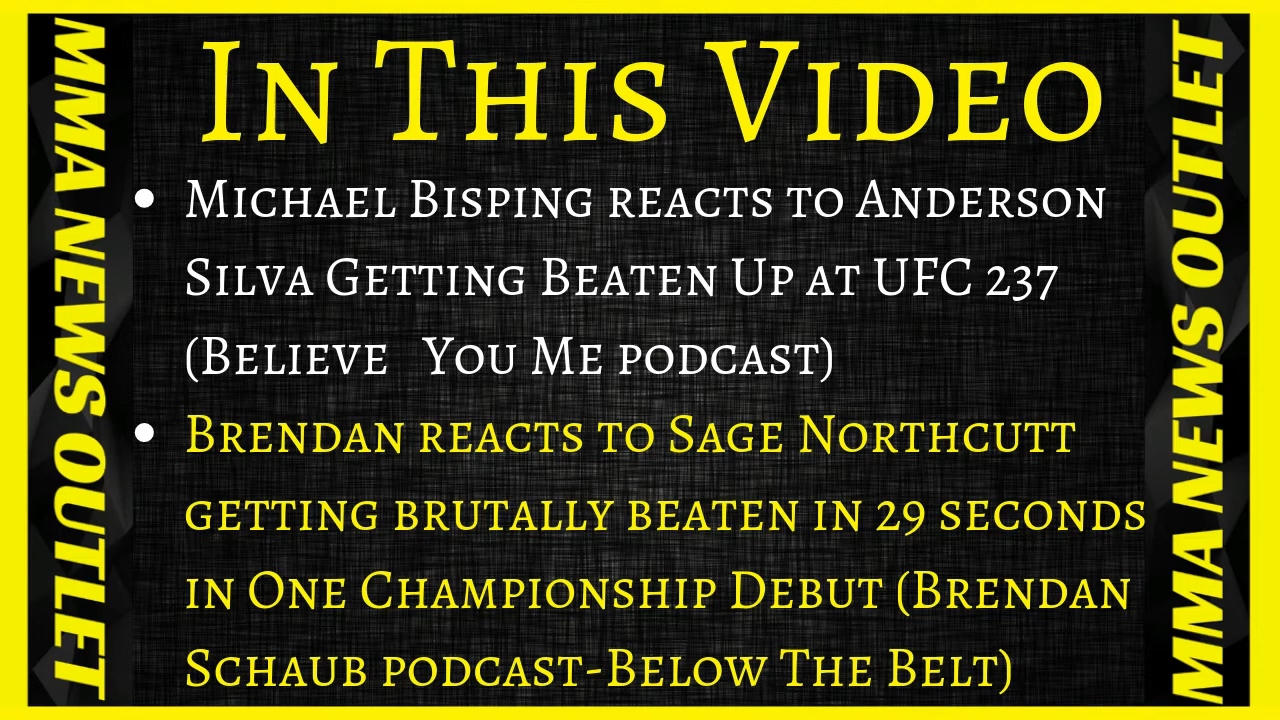 In This Video
MMA NEWS OUTLET
• Michael Bisping reacts to Anderson
Silva Getting Beaten Up at UFC 237
(Believe You Me podcast)
• Brendan reacts to Sage Northcutt
getting brutally beaten in 29 seconds
in One Championship Debut (Brendan
Schaub podcast-Below The Belt)
MMA NEWS OUTLET